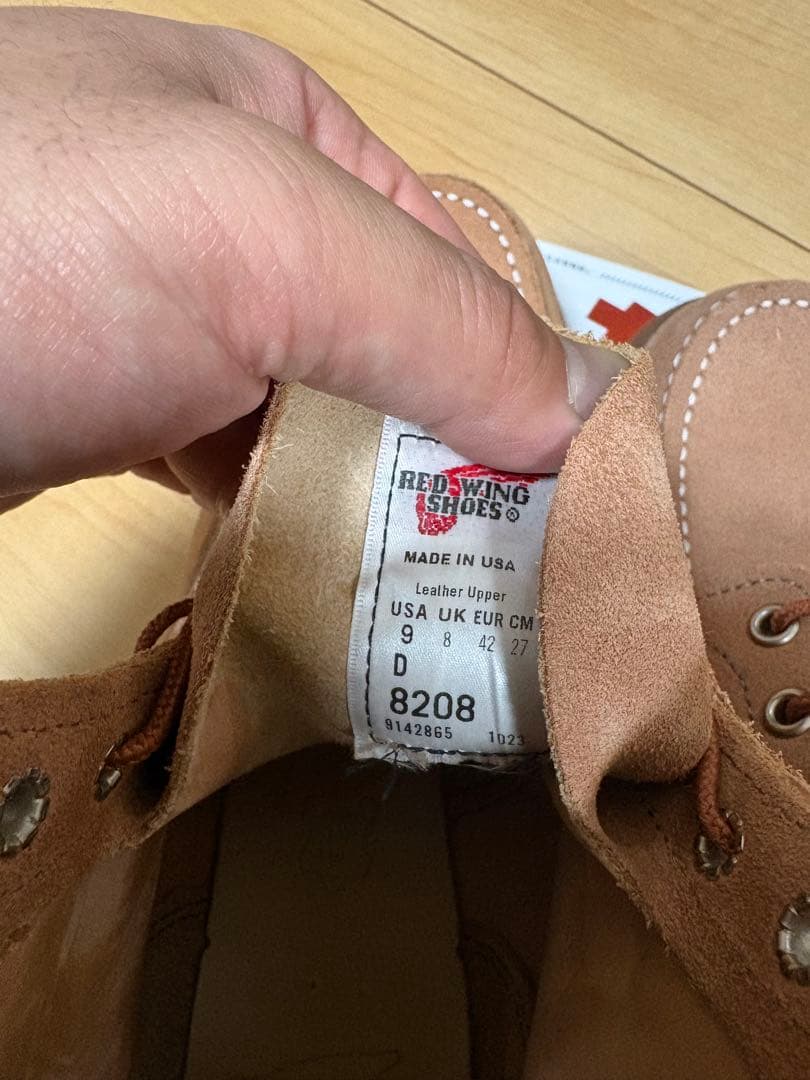 RED WING
SHOES®
MADE IN USA
Leather Upper
USA UK EUR CM
9 8 42 27
D
8208
9142865 1023